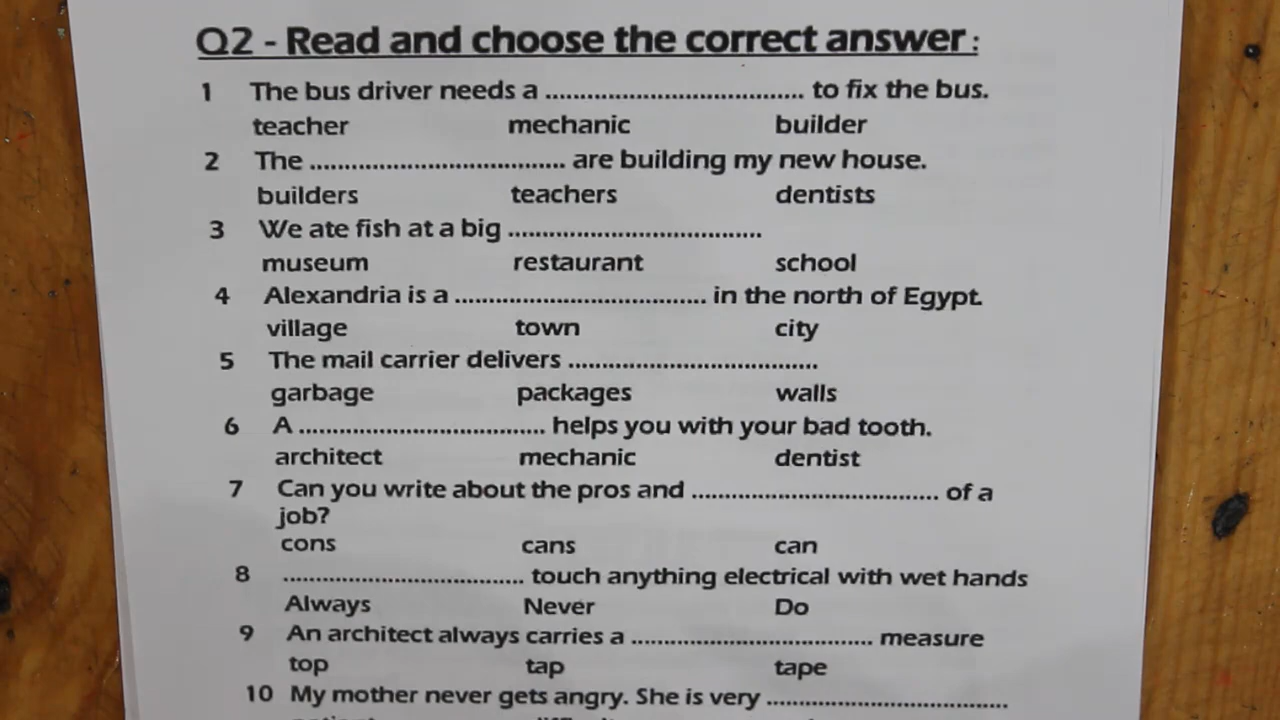 Q2 - Read and choose the correct answer :
1 The bus driver needs a ...................................... to fix the bus.
teacher mechanic builder
2 The ...................................... are building my new house.
builders teachers dentists
3 We ate fish at a big ......................................
museum restaurant school
4 Alexandria is a ...................................... in the north of Egypt.
village town city
5 The mail carrier delivers ......................................
garbage packages walls
6 A ...................................... helps you with your bad tooth.
architect mechanic dentist
7 Can you write about the pros and ...................................... of a
job?
cons cans can
8 ...................................... touch anything electrical with wet hands
Always Never Do
9 An architect always carries a ...................................... measure
top tap tape
10 My mother never gets angry. She is very ......................................